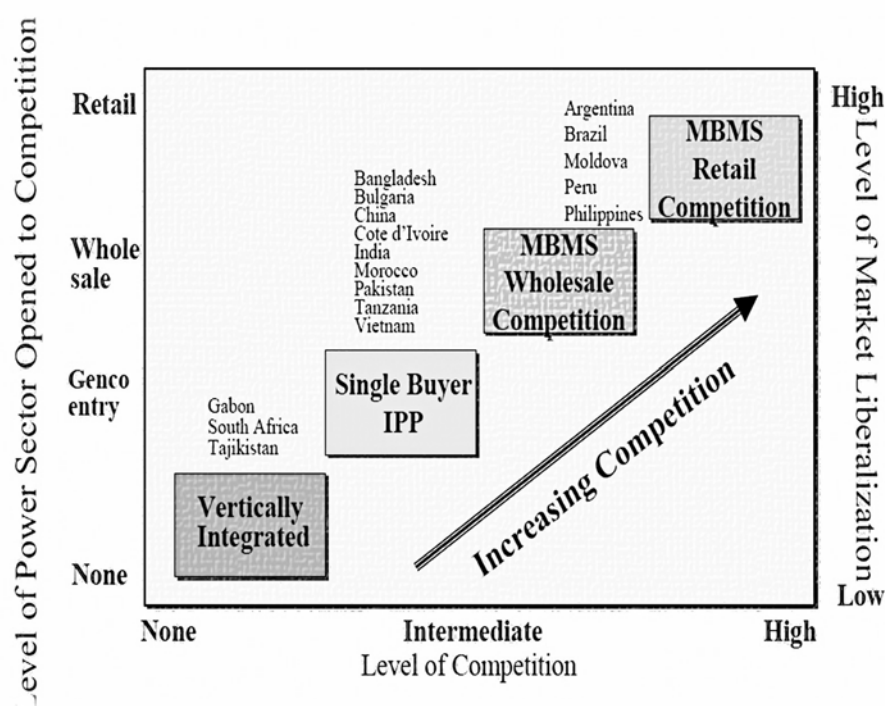 Level of Power Sector Opened to Competition
Retail
Whole
sale
Genco
entry
None
Argentina
Brazil
Moldova
Peru
Philippines
MBMS
Retail
Competition
Bangladesh
Bulgaria
China
Cote d'Ivoire
India
Morocco
Pakistan
Tanzania
Vietnam
MBMS
Wholesale
Competition
Single Buyer
IPP
Gabon
South Africa
Tajikistan
Vertically
Integrated
Increasing Competition
High
Level of Market Liberalization
Low
None
Intermediate
High
Level of Competition